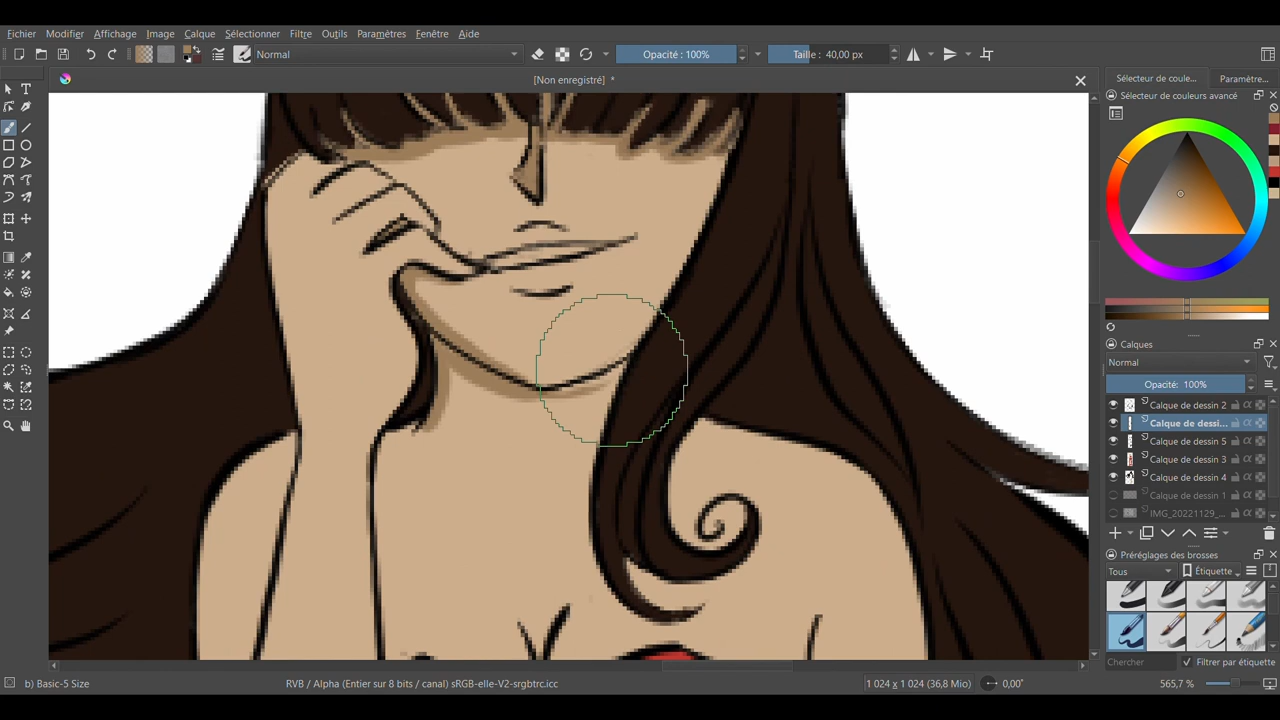 Fichier Modifier Affichage Image Calque Sélectionner Filtre Outils Paramètres Fenêtre Aide
Normal Opacité : 100% Taille : 40,00 px
[Non enregistré] *
Sélecteur de coule... Paramètre...
Sélecteur de couleurs avancé
Calques
Normal
Opacité: 100%
Calque de dessin 2
Calque de dessi...
Calque de dessin 5
Calque de dessin 3
Calque de dessin 4
Calque de dessin 1
IMG_20221129_...
Préréglages des brosses
Tous Étiquette
Chercher Filtrer par étiquette
b) Basic-5 Size RVB / Alpha (Entier sur 8 bits / canal) sRGB-elle-V2-srgbtrc.icc 1 024 x 1 024 (36,8 Mio) 0,00° 565,7 %